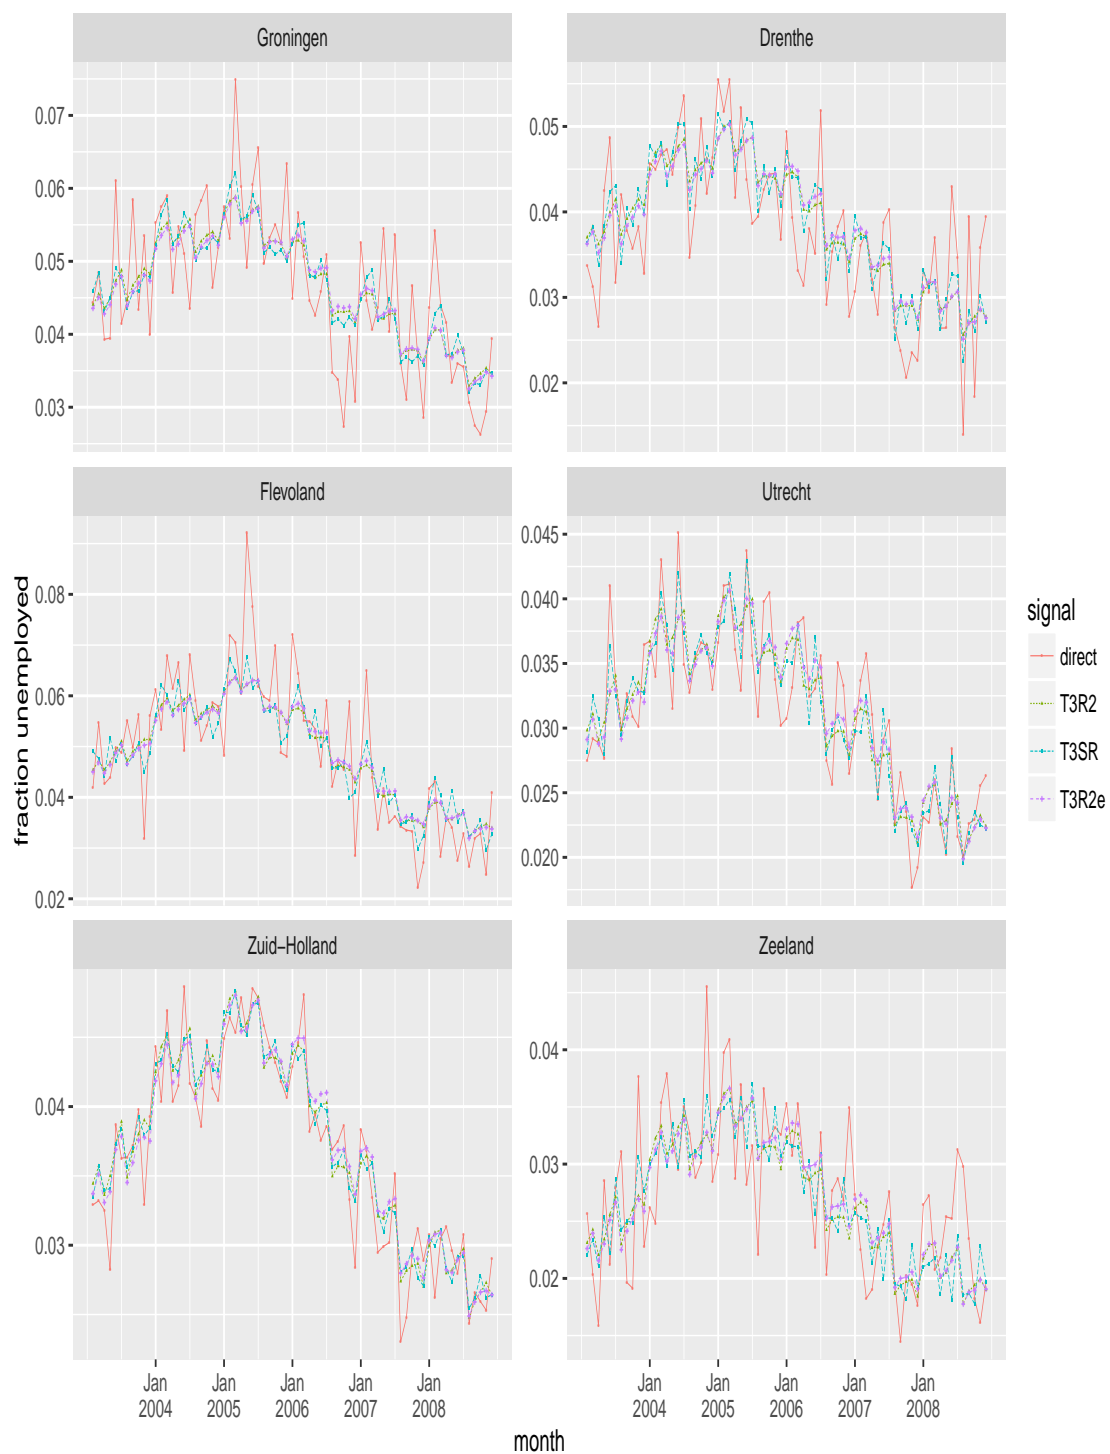 Groningen
Drenthe
0.07
0.06
0.05
0.04
0.03
0.05
0.04
0.03
0.02
Flevoland
Utrecht
0.08
0.06
0.04
0.02
0.045
0.040
0.035
0.030
0.025
0.020
fraction unemployed
signal
direct
T3R2
T3SR
T3R2e
Zuid−Holland
Zeeland
0.04
0.03
0.04
0.03
0.02
Jan
2004
Jan
2005
Jan
2006
Jan
2007
Jan
2008
Jan
2004
Jan
2005
Jan
2006
Jan
2007
Jan
2008
month